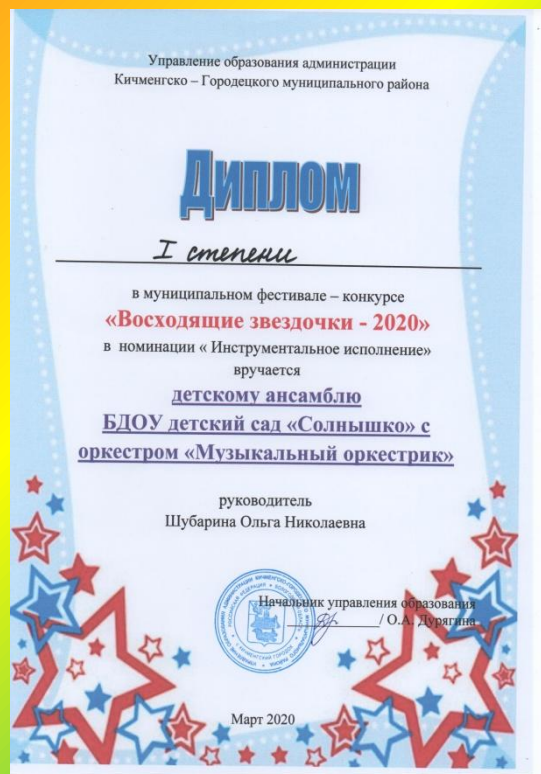 Управление образования администрации
Кичменгско – Городецкого муниципального района
Диплом
I степени
в муниципальном фестивале – конкурсе
«Восходящие звездочки - 2020»
в номинации « Инструментальное исполнение»
вручается
детскому ансамблю
БДОУ детский сад «Солнышко» с
оркестром «Музыкальный оркестрик»
руководитель
Шубарина Ольга Николаевна
Начальник управления образования
/ О.А. Дурягина
Март 2020